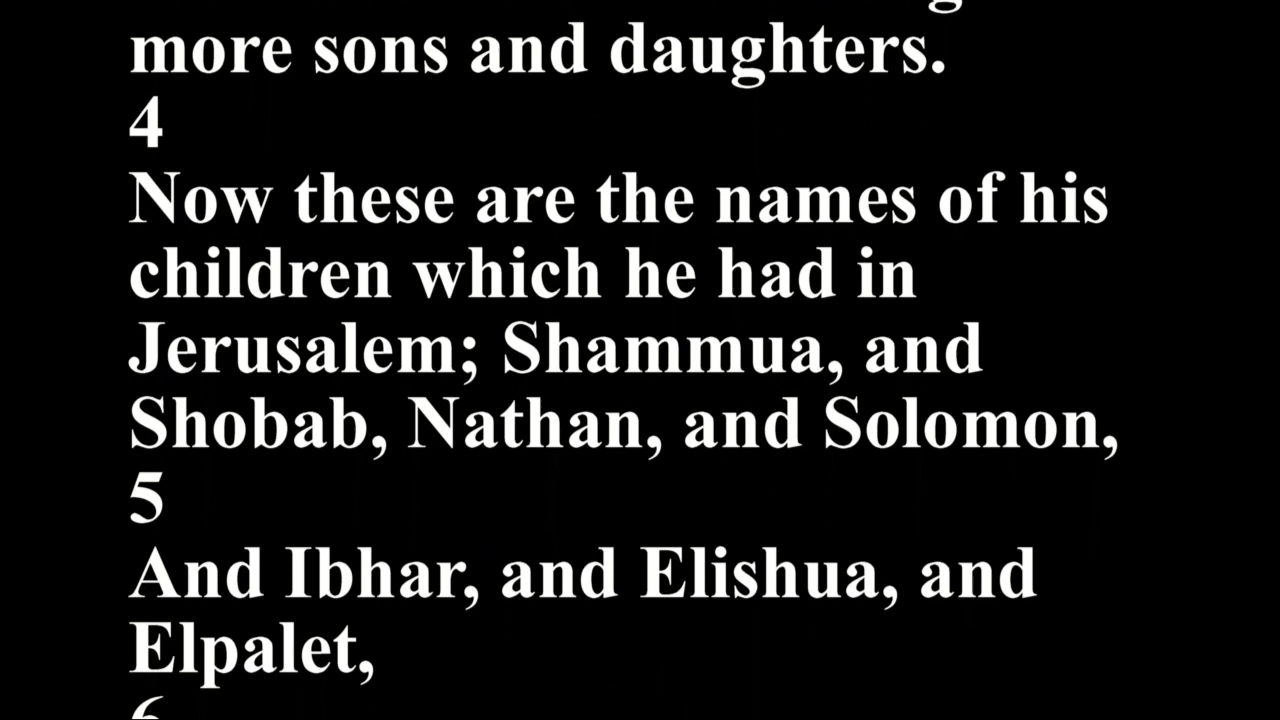 more sons and daughters.
4
Now these are the names of his
children which he had in
Jerusalem; Shammua, and
Shobab, Nathan, and Solomon,
5
And Ibhar, and Elishua, and
Elpalet,
6